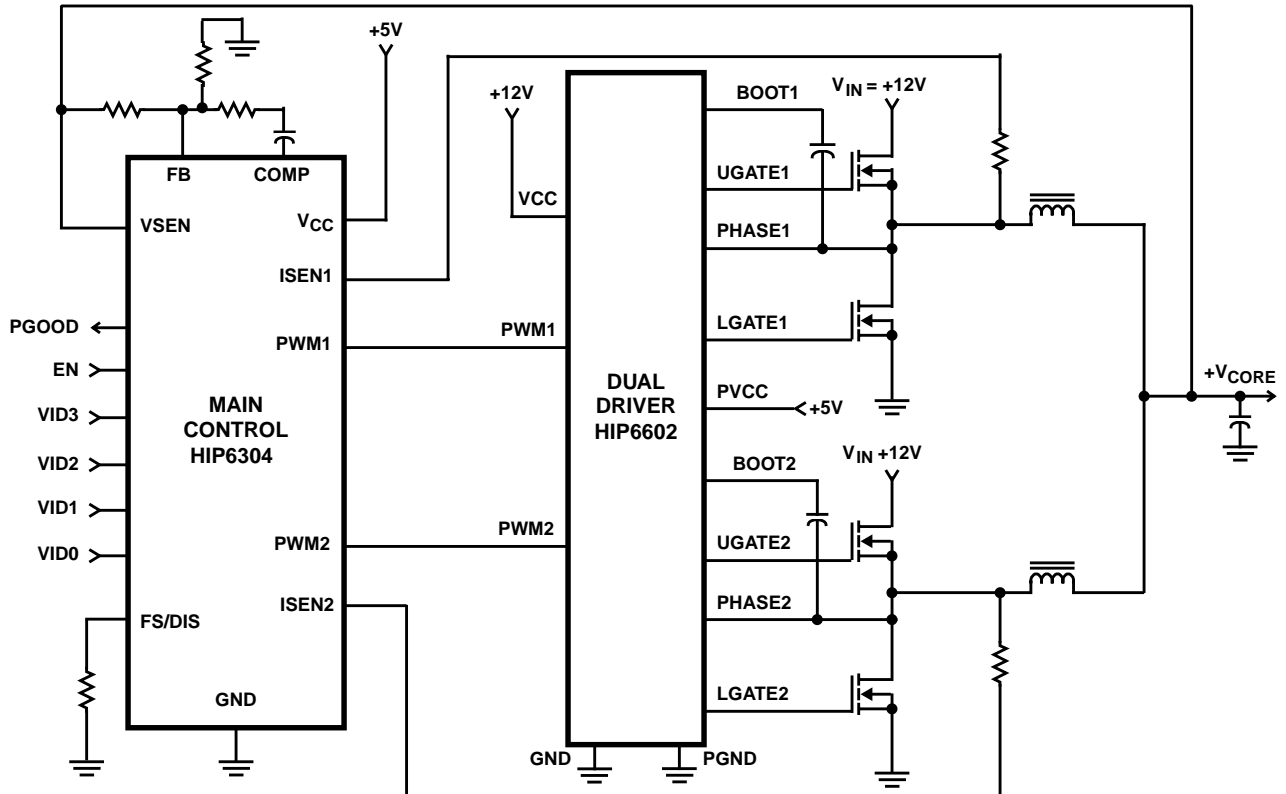 +5V
+12V
BOOT1
V_IN = +12V
FB
COMP
UGATE1
VCC
VSEN
V_CC
PHASE1
ISEN1
PGOOD
PWM1
PWM1
LGATE1
EN
+V_CORE
VID3
MAIN
CONTROL
HIP6304
DUAL
DRIVER
HIP6602
PVCC
+5V
VID2
BOOT2
V_IN +12V
VID1
VID0
PWM2
PWM2
UGATE2
ISEN2
PHASE2
FS/DIS
GND
LGATE2
GND
PGND